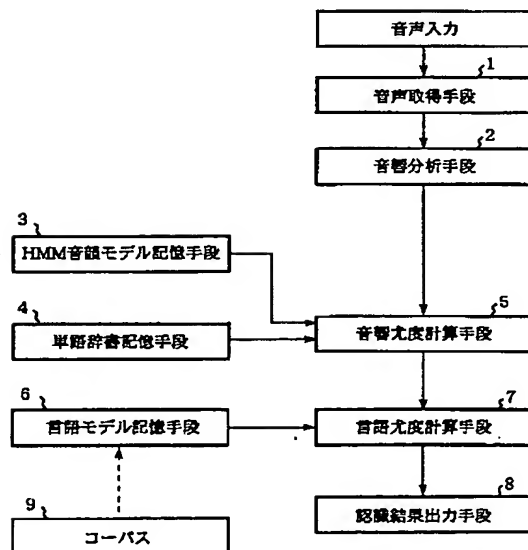 音声入力
1
音声取得手段
2
音響分析手段
3
HMM音韻モデル記憶手段
4
単語辞書記憶手段
5
音響尤度計算手段
6
言語モデル記憶手段
7
言語尤度計算手段
8
認識結果出力手段
9
コーパス